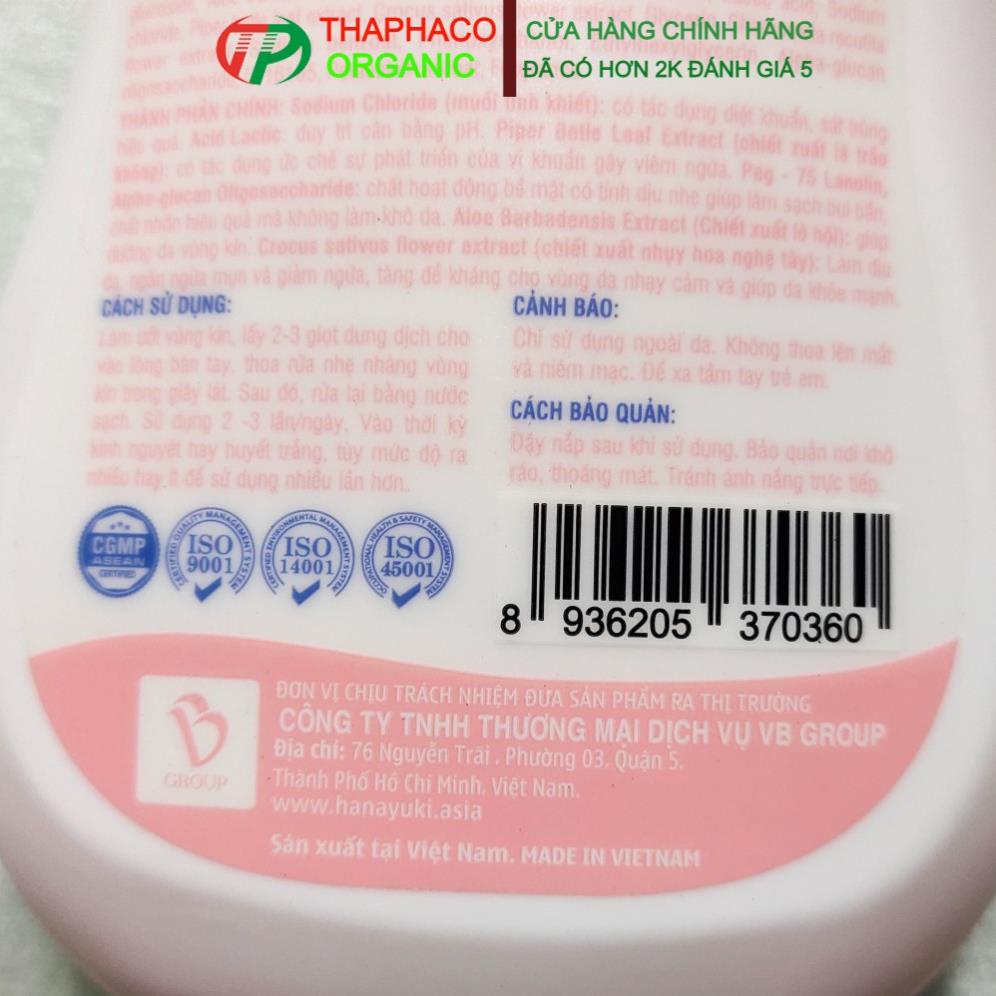 THAPHACO
ORGANIC
CỬA HÀNG CHÍNH HÃNG
ĐÃ CÓ HƠN 2K ĐÁNH GIÁ 5
THÀNH PHẦN CHÍNH: Sodium Chloride (muối tinh khiết): có tác dụng diệt khuẩn, sát trùng
hiệu quả. Acid Lactic: duy trì cân bằng pH. Piper Betle Leaf Extract (chiết xuất lá trầu
không): có tác dụng ức chế sự phát triển của vi khuẩn gây viêm ngứa. Peg - 75 Lanolin,
Alpha-glucan Oligosaccharide: chất hoạt động bề mặt có tính dịu nhẹ giúp làm sạch bụi bẩn,
chất nhờn hiệu quả mà không làm khô da. Aloe Barbadensis Extract (Chiết xuất lô hội): giúp
dưỡng da vùng kín. Crocus sativus flower extract (chiết xuất nhụy hoa nghệ tây): Làm dịu
da, ngăn ngừa mụn và giảm ngứa, tăng đề kháng cho vùng da nhạy cảm và giúp da khỏe mạnh.
CÁCH SỬ DỤNG:
Làm ướt vùng kín, lấy 2-3 giọt dung dịch cho
vào lòng bàn tay, thoa rửa nhẹ nhàng vùng
kín trong giây lát. Sau đó, rửa lại bằng nước
sạch. Sử dụng 2 -3 lần/ngày. Vào thời kỳ
kinh nguyệt hay huyết trắng, tùy mức độ ra
nhiều hay ít để sử dụng nhiều lần hơn.
CẢNH BÁO:
Chỉ sử dụng ngoài da. Không thoa lên mắt
và niêm mạc. Để xa tầm tay trẻ em.
CÁCH BẢO QUẢN:
Đậy nắp sau khi sử dụng. Bảo quản nơi khô
ráo, thoáng mát. Tránh ánh nắng trực tiếp.
CGMP
ASEAN
CERTIFIED
CERTIFIED QUALITY MANAGEMENT SYSTEM
ISO
9001
CERTIFIED ENVIRONMENTAL MANAGEMENT SYSTEM
ISO
14001
OCCUPATIONAL HEALTH & SAFETY MANAGEMENT SYSTEM
ISO
45001
8 936205 370360
B
GROUP
ĐƠN VỊ CHỊU TRÁCH NHIỆM ĐƯA SẢN PHẨM RA THỊ TRƯỜNG
CÔNG TY TNHH THƯƠNG MẠI DỊCH VỤ VB GROUP
Địa chỉ: 76 Nguyễn Trãi , Phường 03, Quận 5,
Thành Phố Hồ Chí Minh, Việt Nam.
www.hanayuki.asia
Sản xuất tại Việt Nam. MADE IN VIETNAM